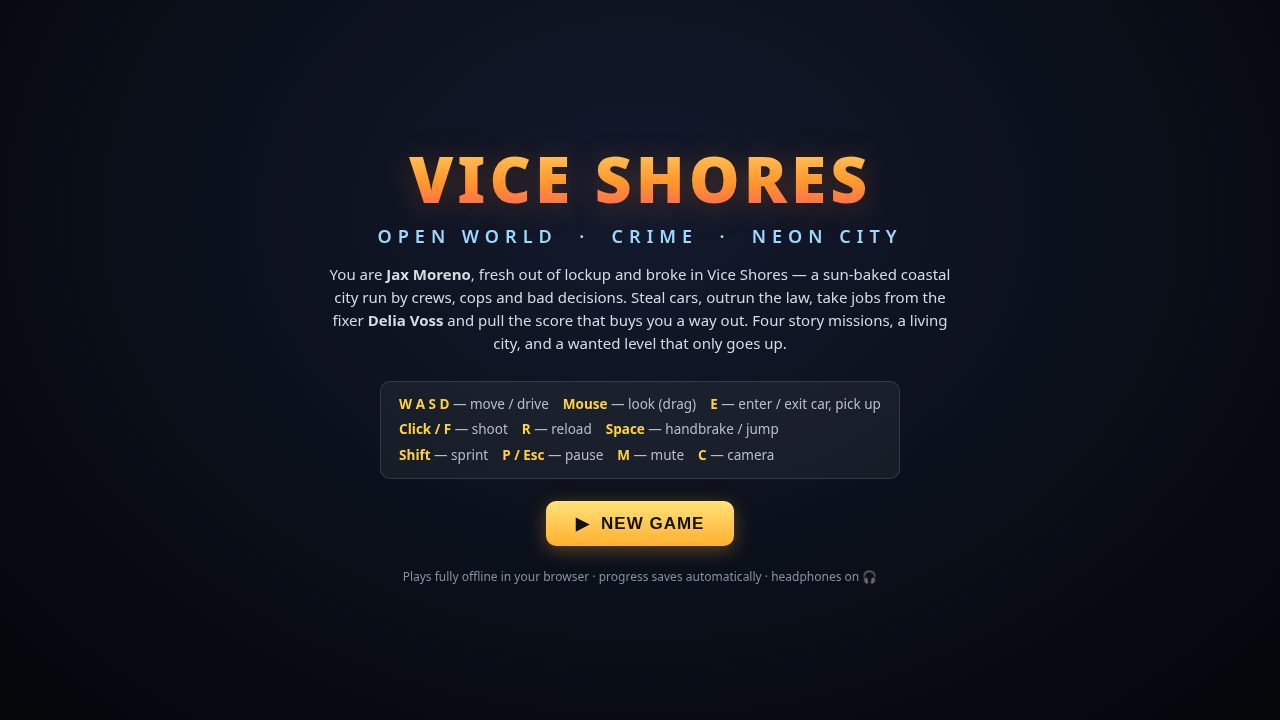 VICE SHORES
OPEN WORLD · CRIME · NEON CITY
You are Jax Moreno, fresh out of lockup and broke in Vice Shores — a sun-baked coastal
city run by crews, cops and bad decisions. Steal cars, outrun the law, take jobs from the
fixer Delia Voss and pull the score that buys you a way out. Four story missions, a living
city, and a wanted level that only goes up.
W A S D — move / drive Mouse — look (drag) E — enter / exit car, pick up
Click / F — shoot R — reload Space — handbrake / jump
Shift — sprint P / Esc — pause M — mute C — camera
▶ NEW GAME
Plays fully offline in your browser · progress saves automatically · headphones on 🎧